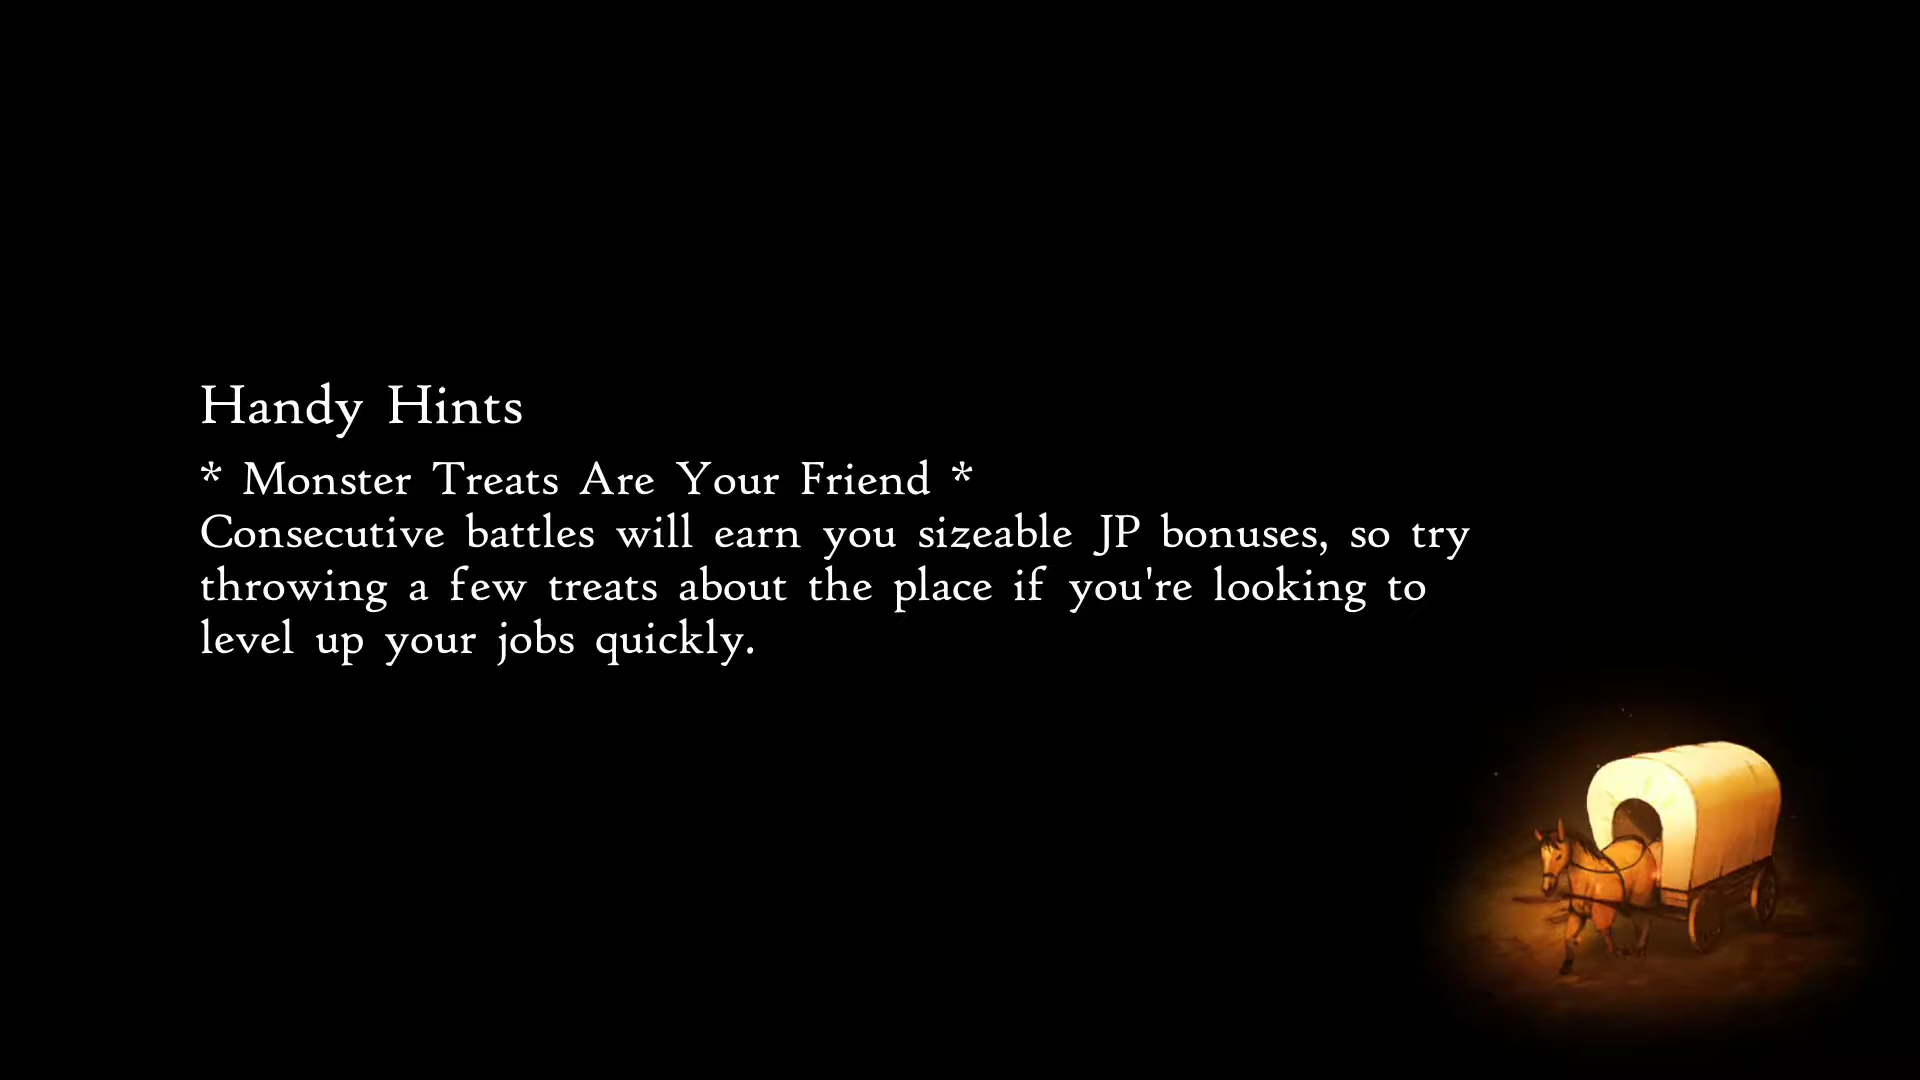 Handy Hints
* Monster Treats Are Your Friend *
Consecutive battles will earn you sizeable JP bonuses, so try
throwing a few treats about the place if you're looking to
level up your jobs quickly.